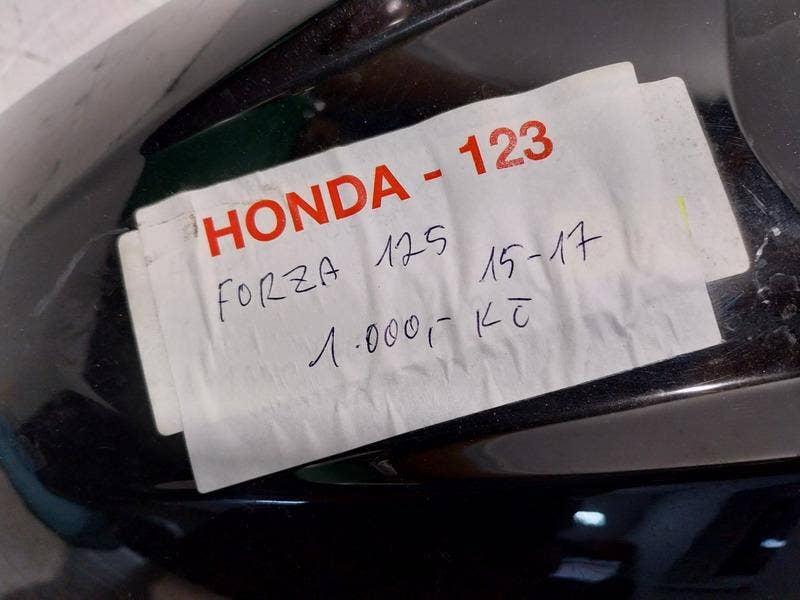 HONDA - 123
FORZA 125 15-17
1.000,- KČ